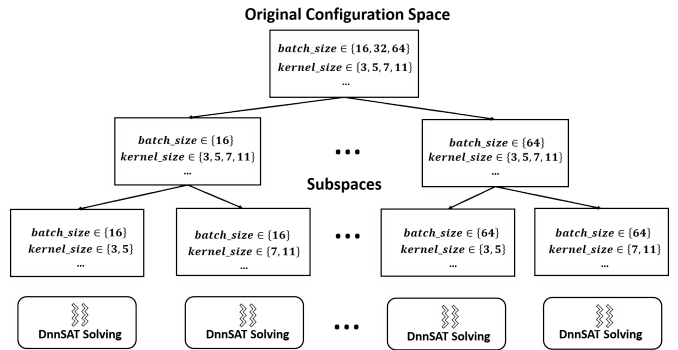 Original Configuration Space
batch_size ∈ {16, 32, 64}
kernel_size ∈ {3, 5, 7, 11}
...
batch_size ∈ {16}
kernel_size ∈ {3, 5, 7, 11}
...
...
batch_size ∈ {64}
kernel_size ∈ {3, 5, 7, 11}
...
Subspaces
batch_size ∈ {16}
kernel_size ∈ {3, 5}
...
batch_size ∈ {16}
kernel_size ∈ {7, 11}
...
...
batch_size ∈ {64}
kernel_size ∈ {3, 5}
...
batch_size ∈ {64}
kernel_size ∈ {7, 11}
...
DnnSAT Solving
DnnSAT Solving
...
DnnSAT Solving
DnnSAT Solving